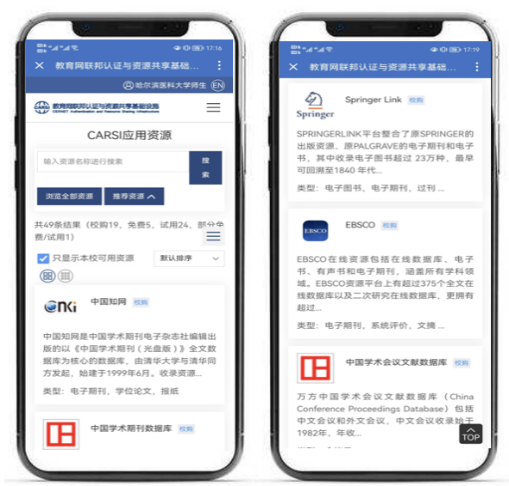 17:16
教育网联邦认证与资源共享基础...
哈尔滨医科大学师生 EN
教育网联邦认证与资源共享基础设施
CERNET Authentication and Resource Sharing Infrastructure
CARSI应用资源
输入资源名称进行搜索
搜
索
浏览全部资源
推荐资源
共49条结果（校购19，免费5，试用24，部分免
费/试用1）
只显示本校可用资源
默认排序
cnki
中国知网 校购
中国知网是中国学术期刊电子杂志社编辑出
版的以《中国学术期刊（光盘版）》全文数
据库为核心的数据库，由清华大学与清华同
方发起，始建于1999年6月。收录资源...
类型：电子期刊，学位论文，报纸
中国学术期刊数据库 校购
17:19
教育网联邦认证与资源共享基础...
Springer
Springer Link 校购
SPRINGERLINK平台整合了原SPRINGER的
出版资源、原PALGRAVE的电子期刊和电子
书，其中收录电子图书超过 23万种，最早
可回溯至1840 年代...
类型：电子图书，电子期刊，过刊 ...
EBSCO
EBSCO 校购
EBSCO在线资源包括在线数据库、电子
书、有声书和电子期刊，涵盖所有学科领
域。EBSCO资源平台上有超过375个全文在
线数据库以及二次研究在线数据库，更拥有
超过...
类型：电子期刊，系统评价，文摘 ...
中国学术会议文献数据库 校购
万方中国学术会议文献数据库（China
Conference Proceedings Database）包括
中文会议和外文会议，中文会议收录始于
1982年，年收...
TOP